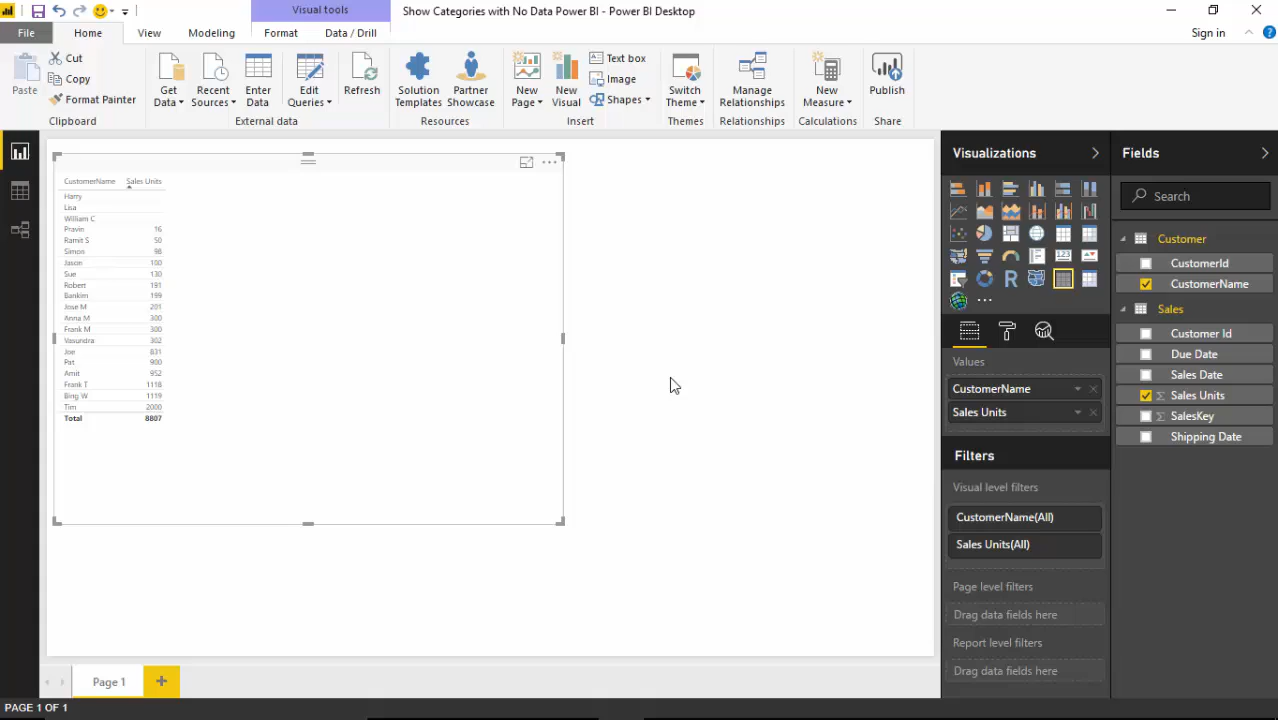 Visual tools
Show Categories with No Data Power BI - Power BI Desktop
File
Home
View
Modeling
Format
Data / Drill
Sign in
Paste
Cut
Copy
Format Painter
Clipboard
Get Data
Recent Sources
Enter Data
Edit Queries
Refresh
External data
Solution Templates
Partner Showcase
Resources
New Page
New Visual
Text box
Image
Shapes
Insert
Switch Theme
Themes
Manage Relationships
Relationships
New Measure
Calculations
Publish
Share
CustomerName Sales Units
Harry
Lisa
William C
Pravin 16
Ramit S 50
Simon 98
Jason 100
Sue 130
Robert 191
Bankim 199
Jose M 201
Anna M 300
Frank M 300
Vasundra 302
Joe 831
Pat 900
Amit 952
Frank T 1118
Bing W 1119
Tim 2000
Total 8807
Visualizations
123
R
Values
CustomerName
Sales Units
Filters
Visual level filters
CustomerName(All)
Sales Units(All)
Page level filters
Drag data fields here
Report level filters
Drag data fields here
Fields
Search
Customer
CustomerId
CustomerName
Sales
Customer Id
Due Date
Sales Date
Σ Sales Units
Σ SalesKey
Shipping Date
Page 1
PAGE 1 OF 1